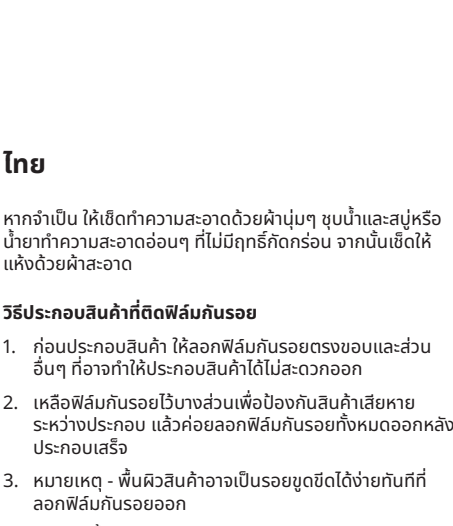 ไทย
หากจำเป็น ให้เช็ดทำความสะอาดด้วยผ้านุ่มๆ ชุบน้ำและสบู่หรือ
น้ำยาทำความสะอาดอ่อนๆ ที่ไม่มีฤทธิ์กัดกร่อน จากนั้นเช็ดให้
แห้งด้วยผ้าสะอาด
วิธีประกอบสินค้าที่ติดฟิล์มกันรอย
1. ก่อนประกอบสินค้า ให้ลอกฟิล์มกันรอยตรงขอบและส่วน
อื่นๆ ที่อาจทำให้ประกอบสินค้าได้ไม่สะดวกออก
2. เหลือฟิล์มกันรอยไว้บางส่วนเพื่อป้องกันสินค้าเสียหาย
ระหว่างประกอบ แล้วค่อยลอกฟิล์มกันรอยทั้งหมดออกหลัง
ประกอบเสร็จ
3. หมายเหตุ - พื้นผิวสินค้าอาจเป็นรอยขูดขีดได้ง่ายทันทีที่
ลอกฟิล์มกันรอยออก